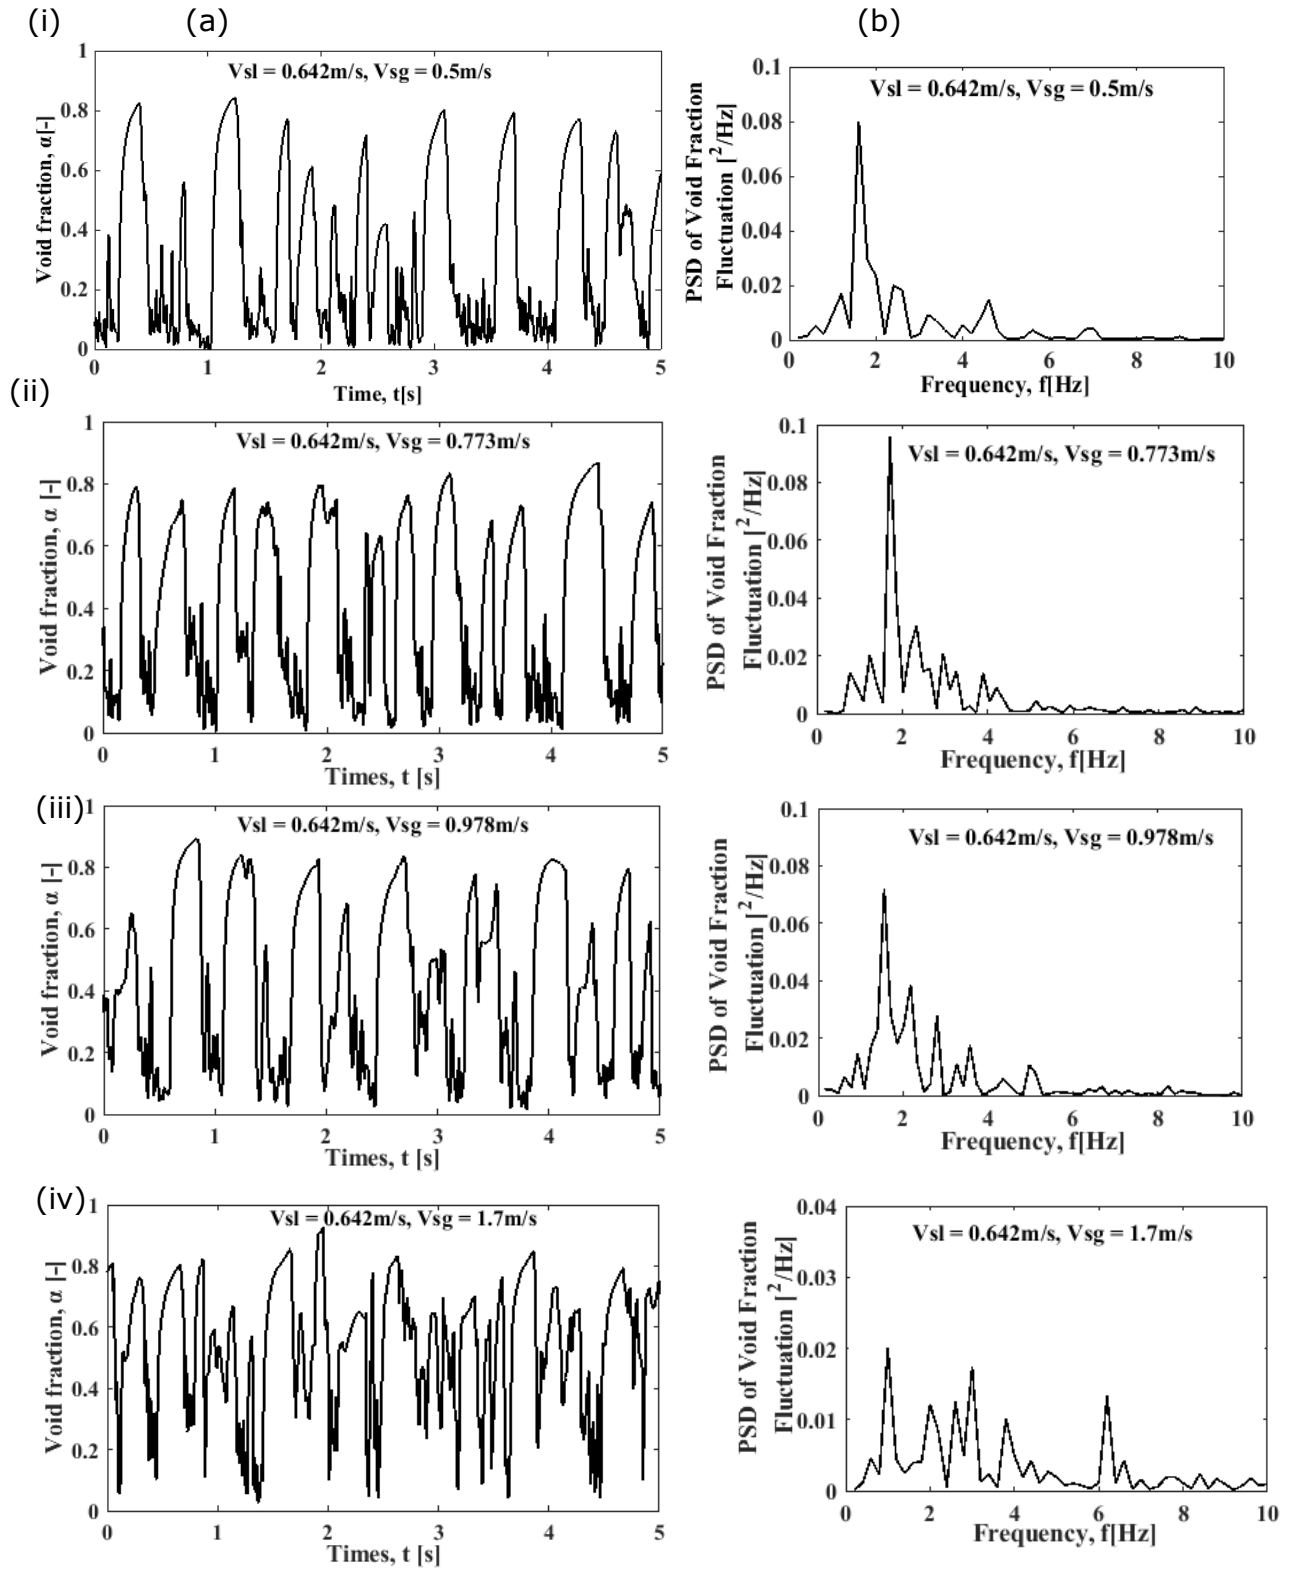 (i) (a) (b)
Vsl = 0.642m/s, Vsg = 0.5m/s
Void fraction, α[-]
1
0.8
0.6
0.4
0.2
0
0 1 2 3 4 5
Time, t[s]
Vsl = 0.642m/s, Vsg = 0.5m/s
PSD of Void Fraction
Fluctuation [²/Hz]
0.1
0.08
0.06
0.04
0.02
0
0 2 4 6 8 10
Frequency, f[Hz]
(ii)
Vsl = 0.642m/s, Vsg = 0.773m/s
Void fraction, α [-]
1
0.8
0.6
0.4
0.2
0
0 1 2 3 4 5
Times, t [s]
Vsl = 0.642m/s, Vsg = 0.773m/s
PSD of Void Fraction
Fluctuation [²/Hz]
0.1
0.08
0.06
0.04
0.02
0
0 2 4 6 8 10
Frequency, f[Hz]
(iii)
Vsl = 0.642m/s, Vsg = 0.978m/s
Void fraction, α [-]
1
0.8
0.6
0.4
0.2
0
0 1 2 3 4 5
Times, t [s]
Vsl = 0.642m/s, Vsg = 0.978m/s
PSD of Void Fraction
Fluctuation [²/Hz]
0.1
0.08
0.06
0.04
0.02
0
0 2 4 6 8 10
Frequency, f[Hz]
(iv)
Vsl = 0.642m/s, Vsg = 1.7m/s
Void fraction, α [-]
1
0.8
0.6
0.4
0.2
0
0 1 2 3 4 5
Times, t [s]
Vsl = 0.642m/s, Vsg = 1.7m/s
PSD of Void Fraction
Fluctuation [²/Hz]
0.04
0.03
0.02
0.01
0
0 2 4 6 8 10
Frequency, f[Hz]